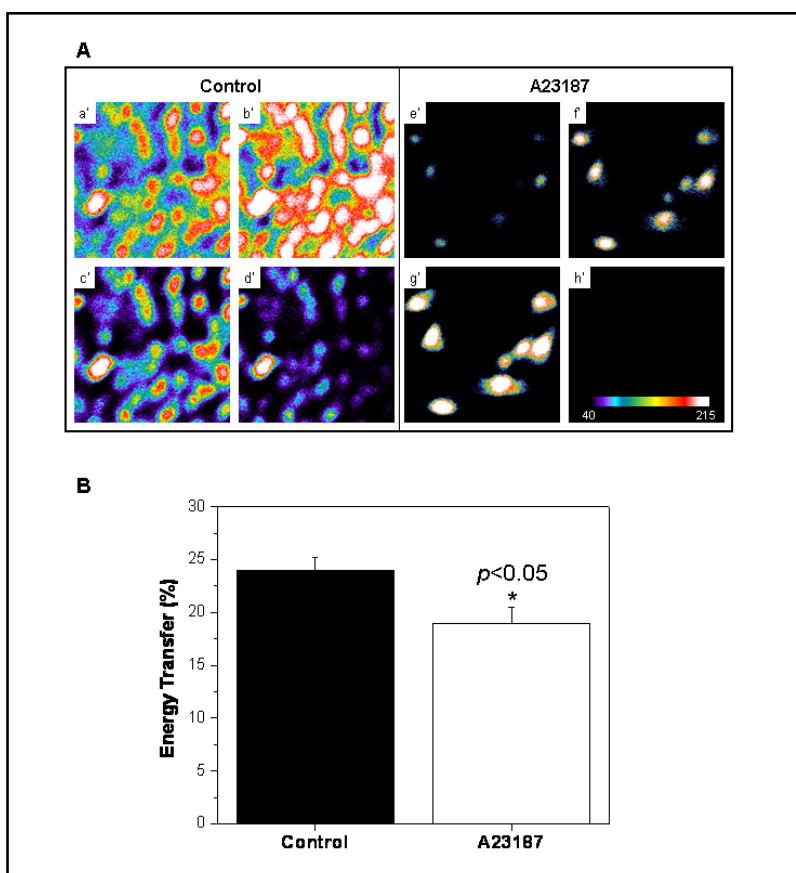 A
Control
A23187
a'
b'
e'
f'
c'
d'
g'
h'
40
215
B
30
25
20
15
10
5
0
Energy Transfer (%)
p<0.05
*
Control
A23187